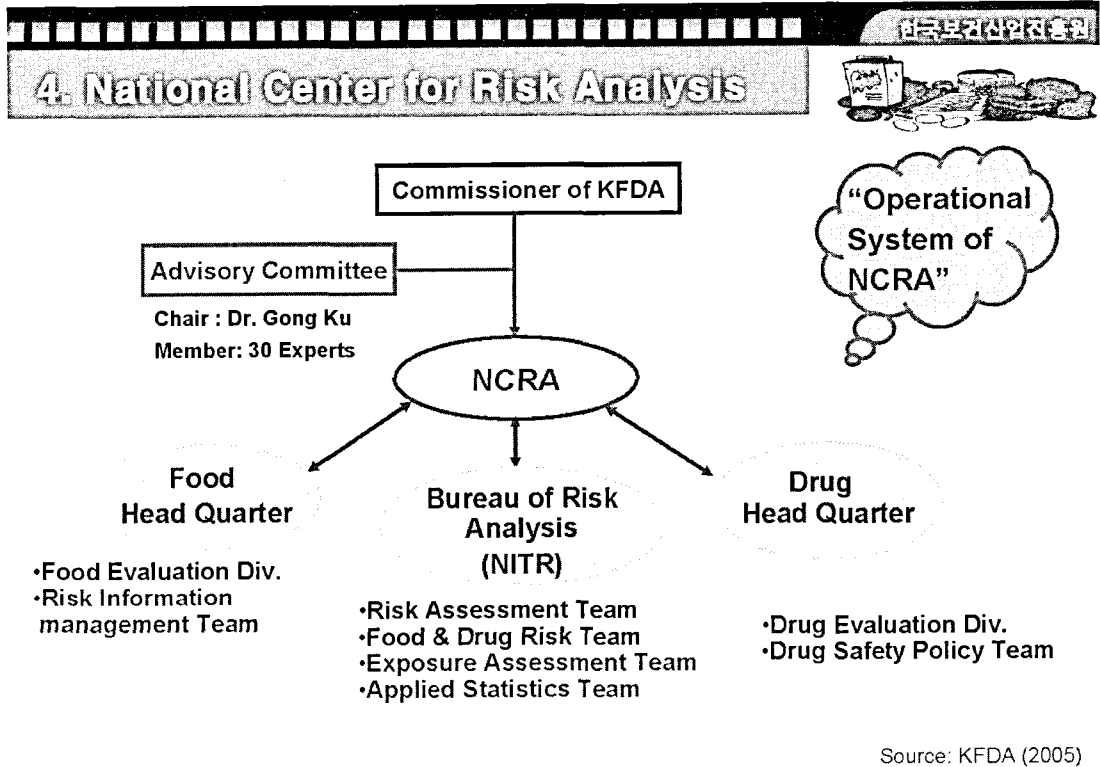 한국보건산업진흥원
4. National Center for Risk Analysis
Commissioner of KFDA
"Operational
System of
NCRA"
Advisory Committee
Chair : Dr. Gong Ku
Member: 30 Experts
NCRA
Food
Head Quarter
•Food Evaluation Div.
•Risk Information
management Team
Bureau of Risk
Analysis
(NITR)
•Risk Assessment Team
•Food & Drug Risk Team
•Exposure Assessment Team
•Applied Statistics Team
Drug
Head Quarter
•Drug Evaluation Div.
•Drug Safety Policy Team
Source: KFDA (2005)